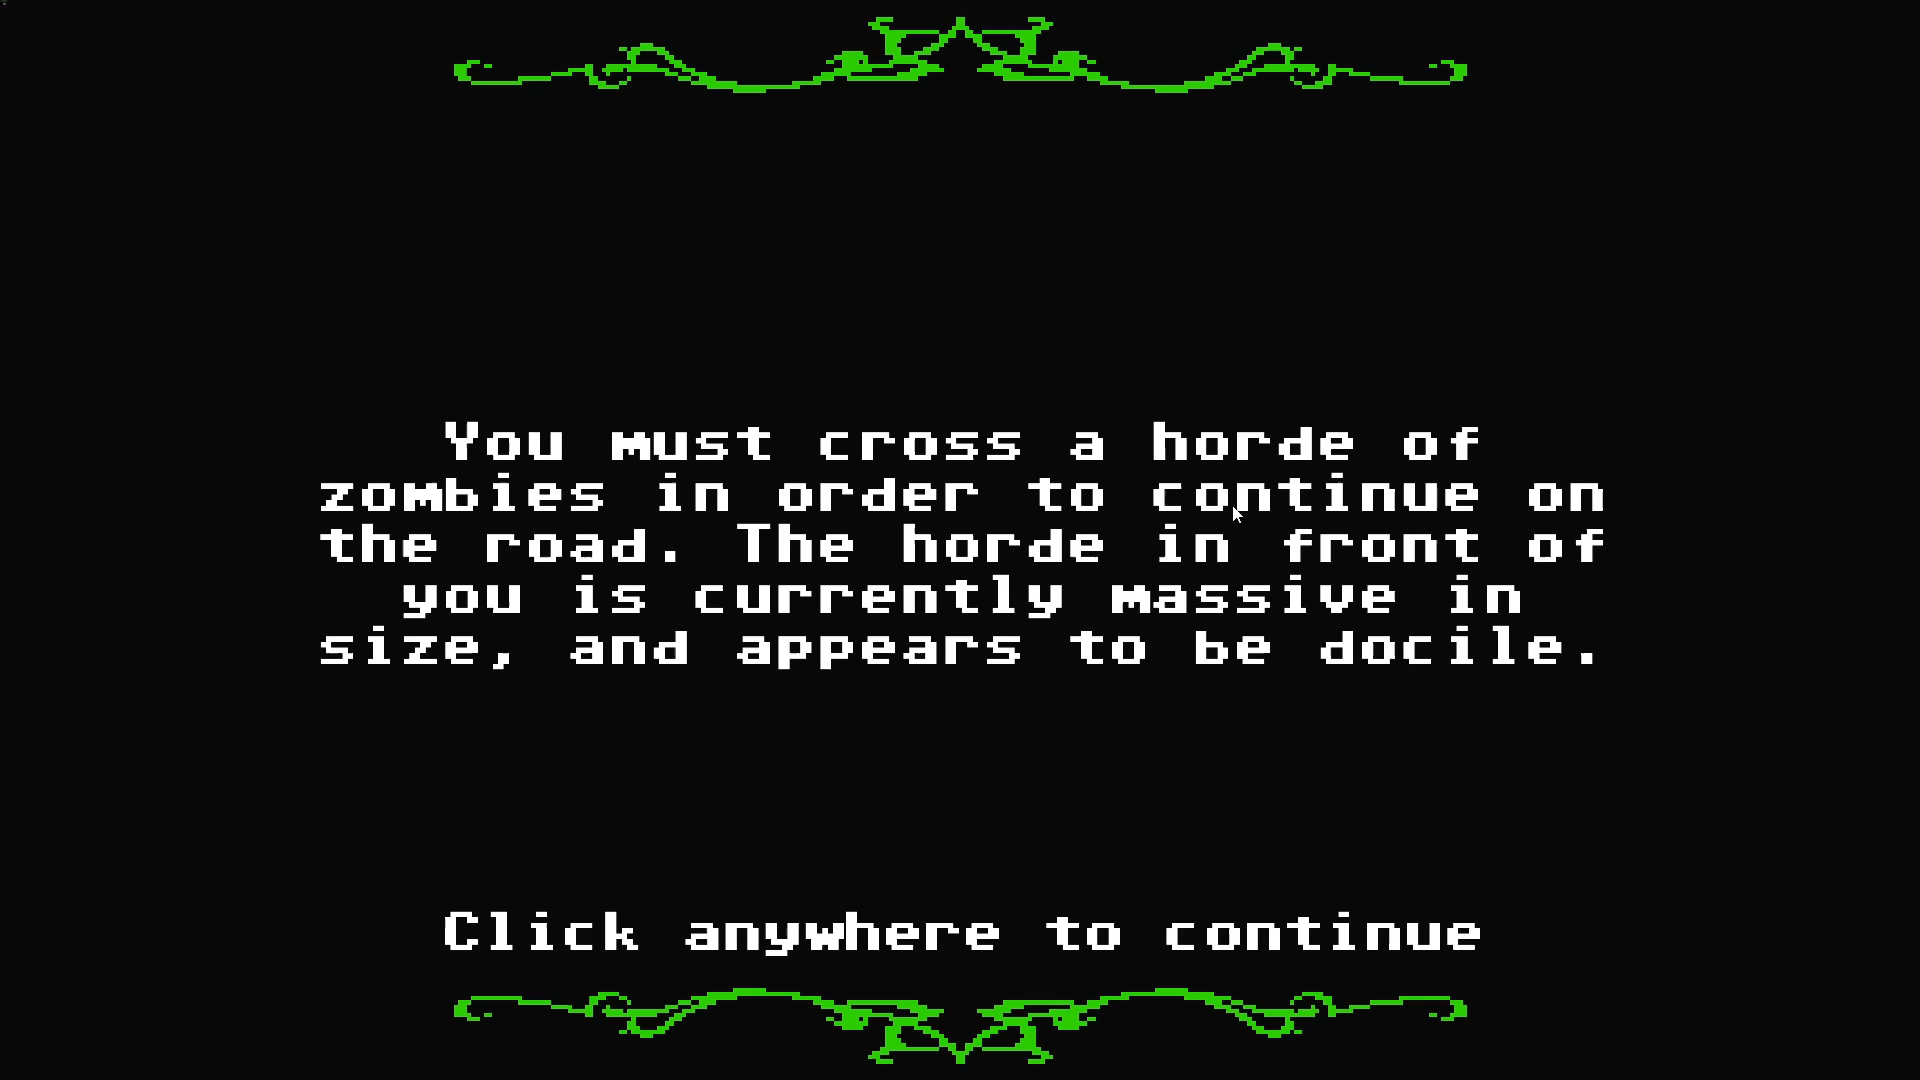 You must cross a horde of
zombies in order to continue on
the road. The horde in front of
you is currently massive in
size, and appears to be docile.
Click anywhere to continue